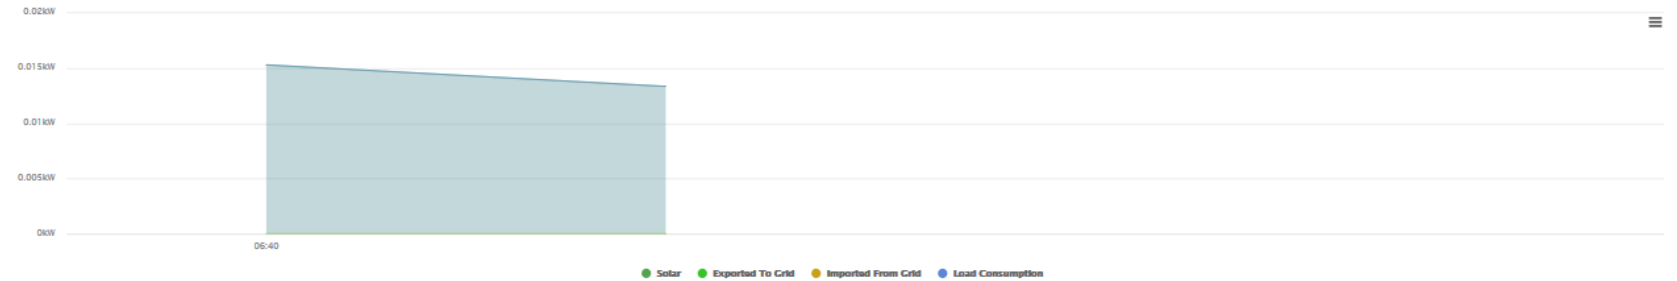 0.02kW
0.015kW
0.01kW
0.005kW
0kW
06:40
Solar Exported To Grid Imported From Grid Load Consumption